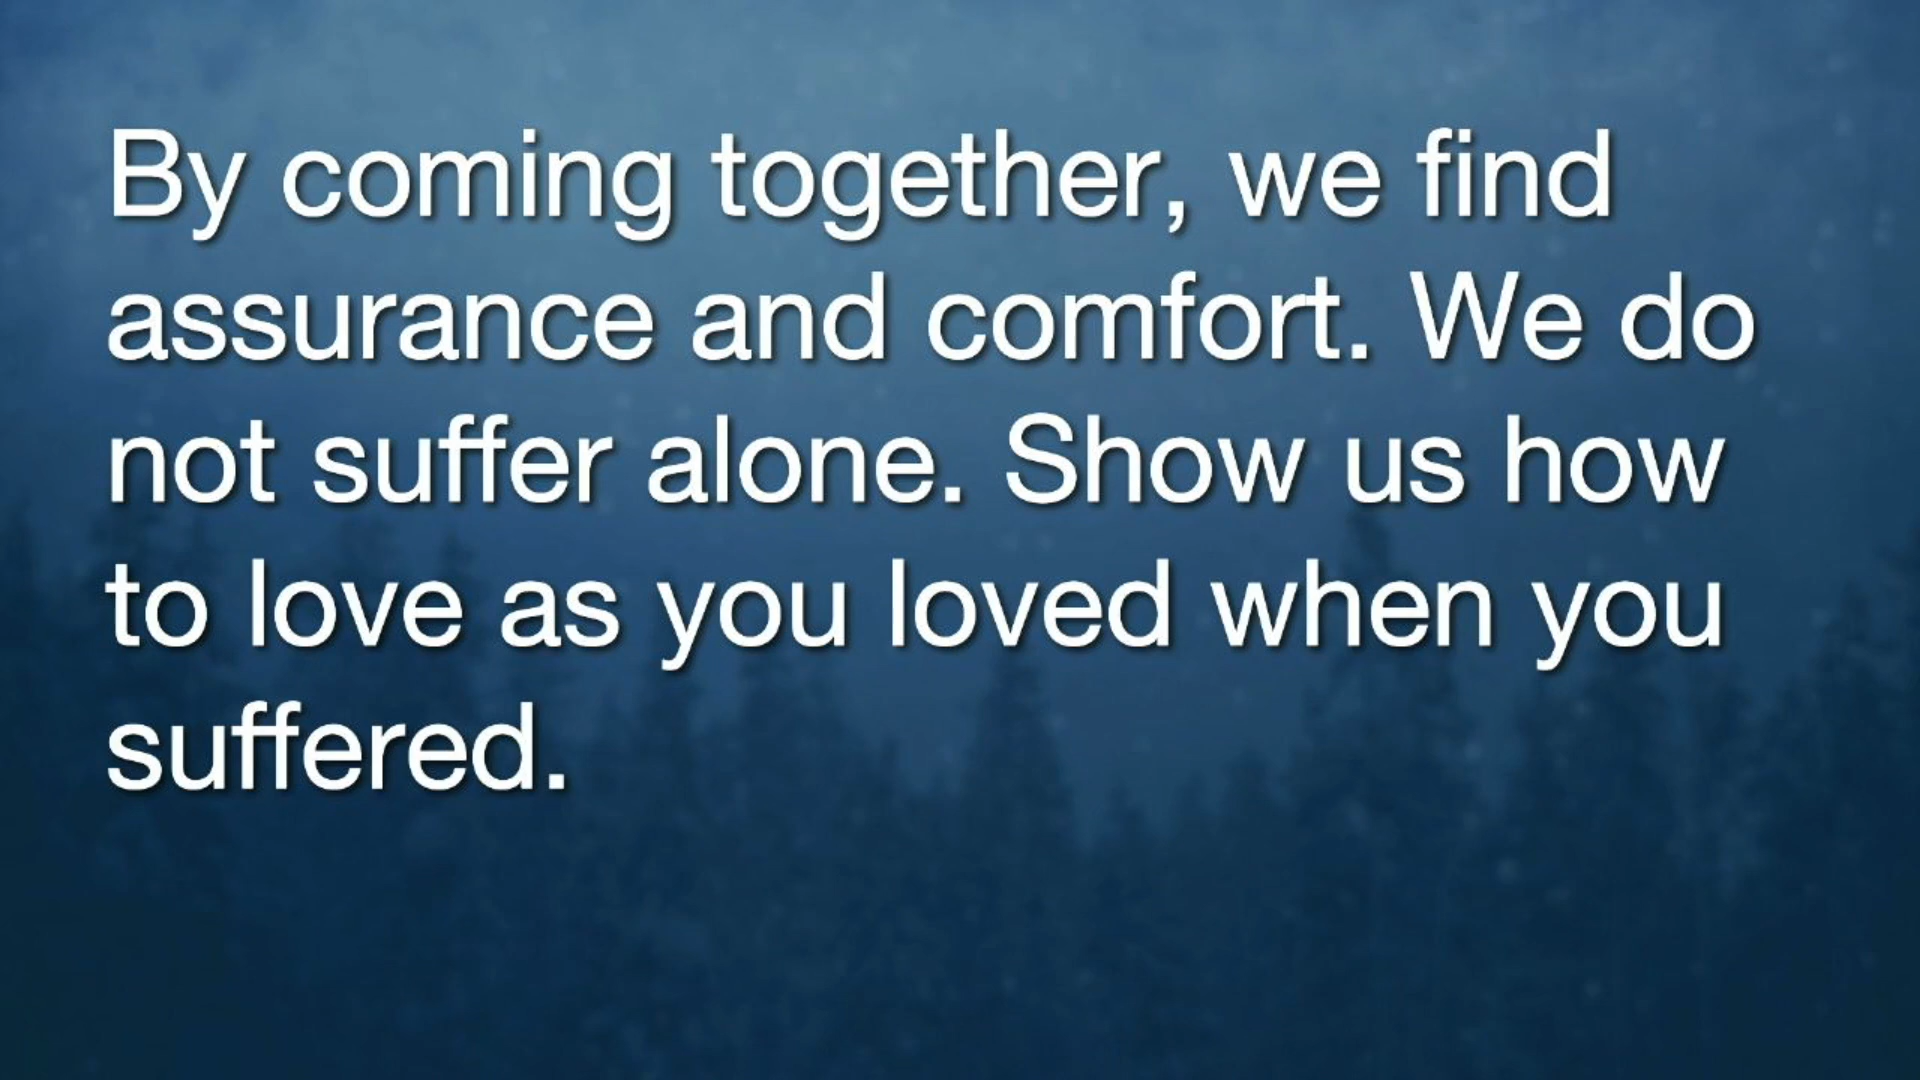 By coming together, we find
assurance and comfort. We do
not suffer alone. Show us how
to love as you loved when you
suffered.